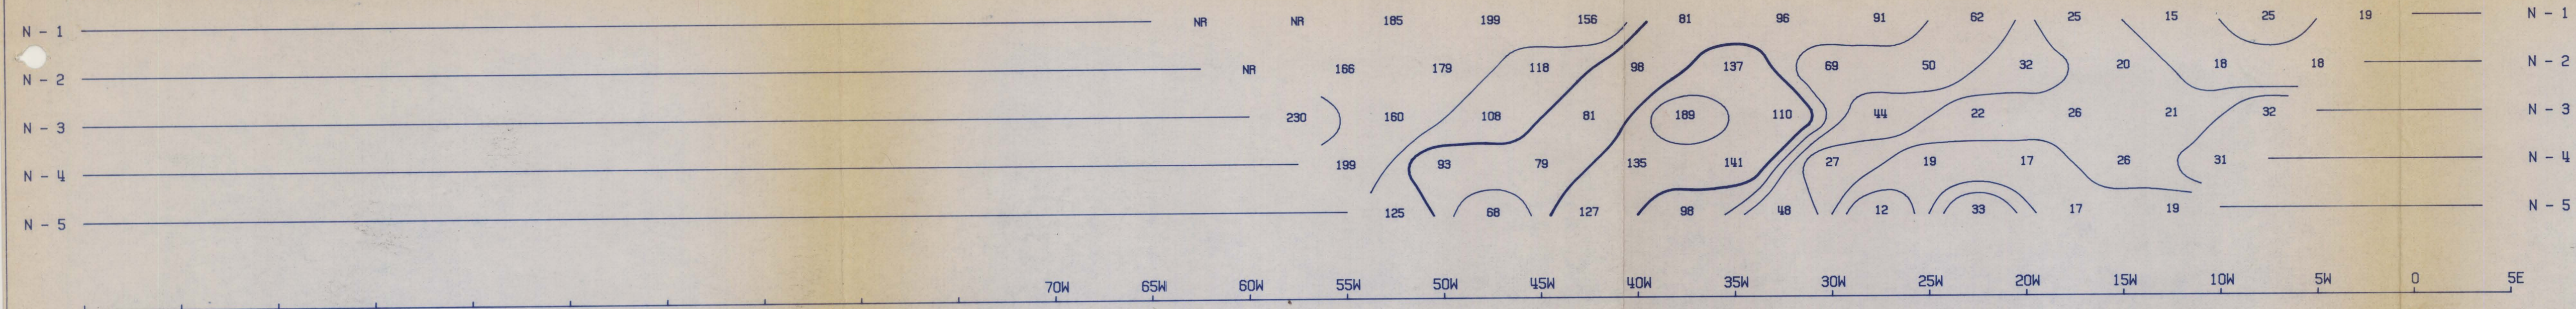 N - 1 NR NR 185 199 156 81 96 91 62 25 15 25 19 N - 1
N - 2 NR 166 179 118 98 137 69 50 32 20 18 18 N - 2
N - 3 230 160 108 81 189 110 44 22 26 21 32 N - 3
N - 4 199 93 79 135 141 27 19 17 26 31 N - 4
N - 5 125 68 127 98 48 12 33 17 19 N - 5
70W 65W 60W 55W 50W 45W 40W 35W 30W 25W 20W 15W 10W 5W 0 5E